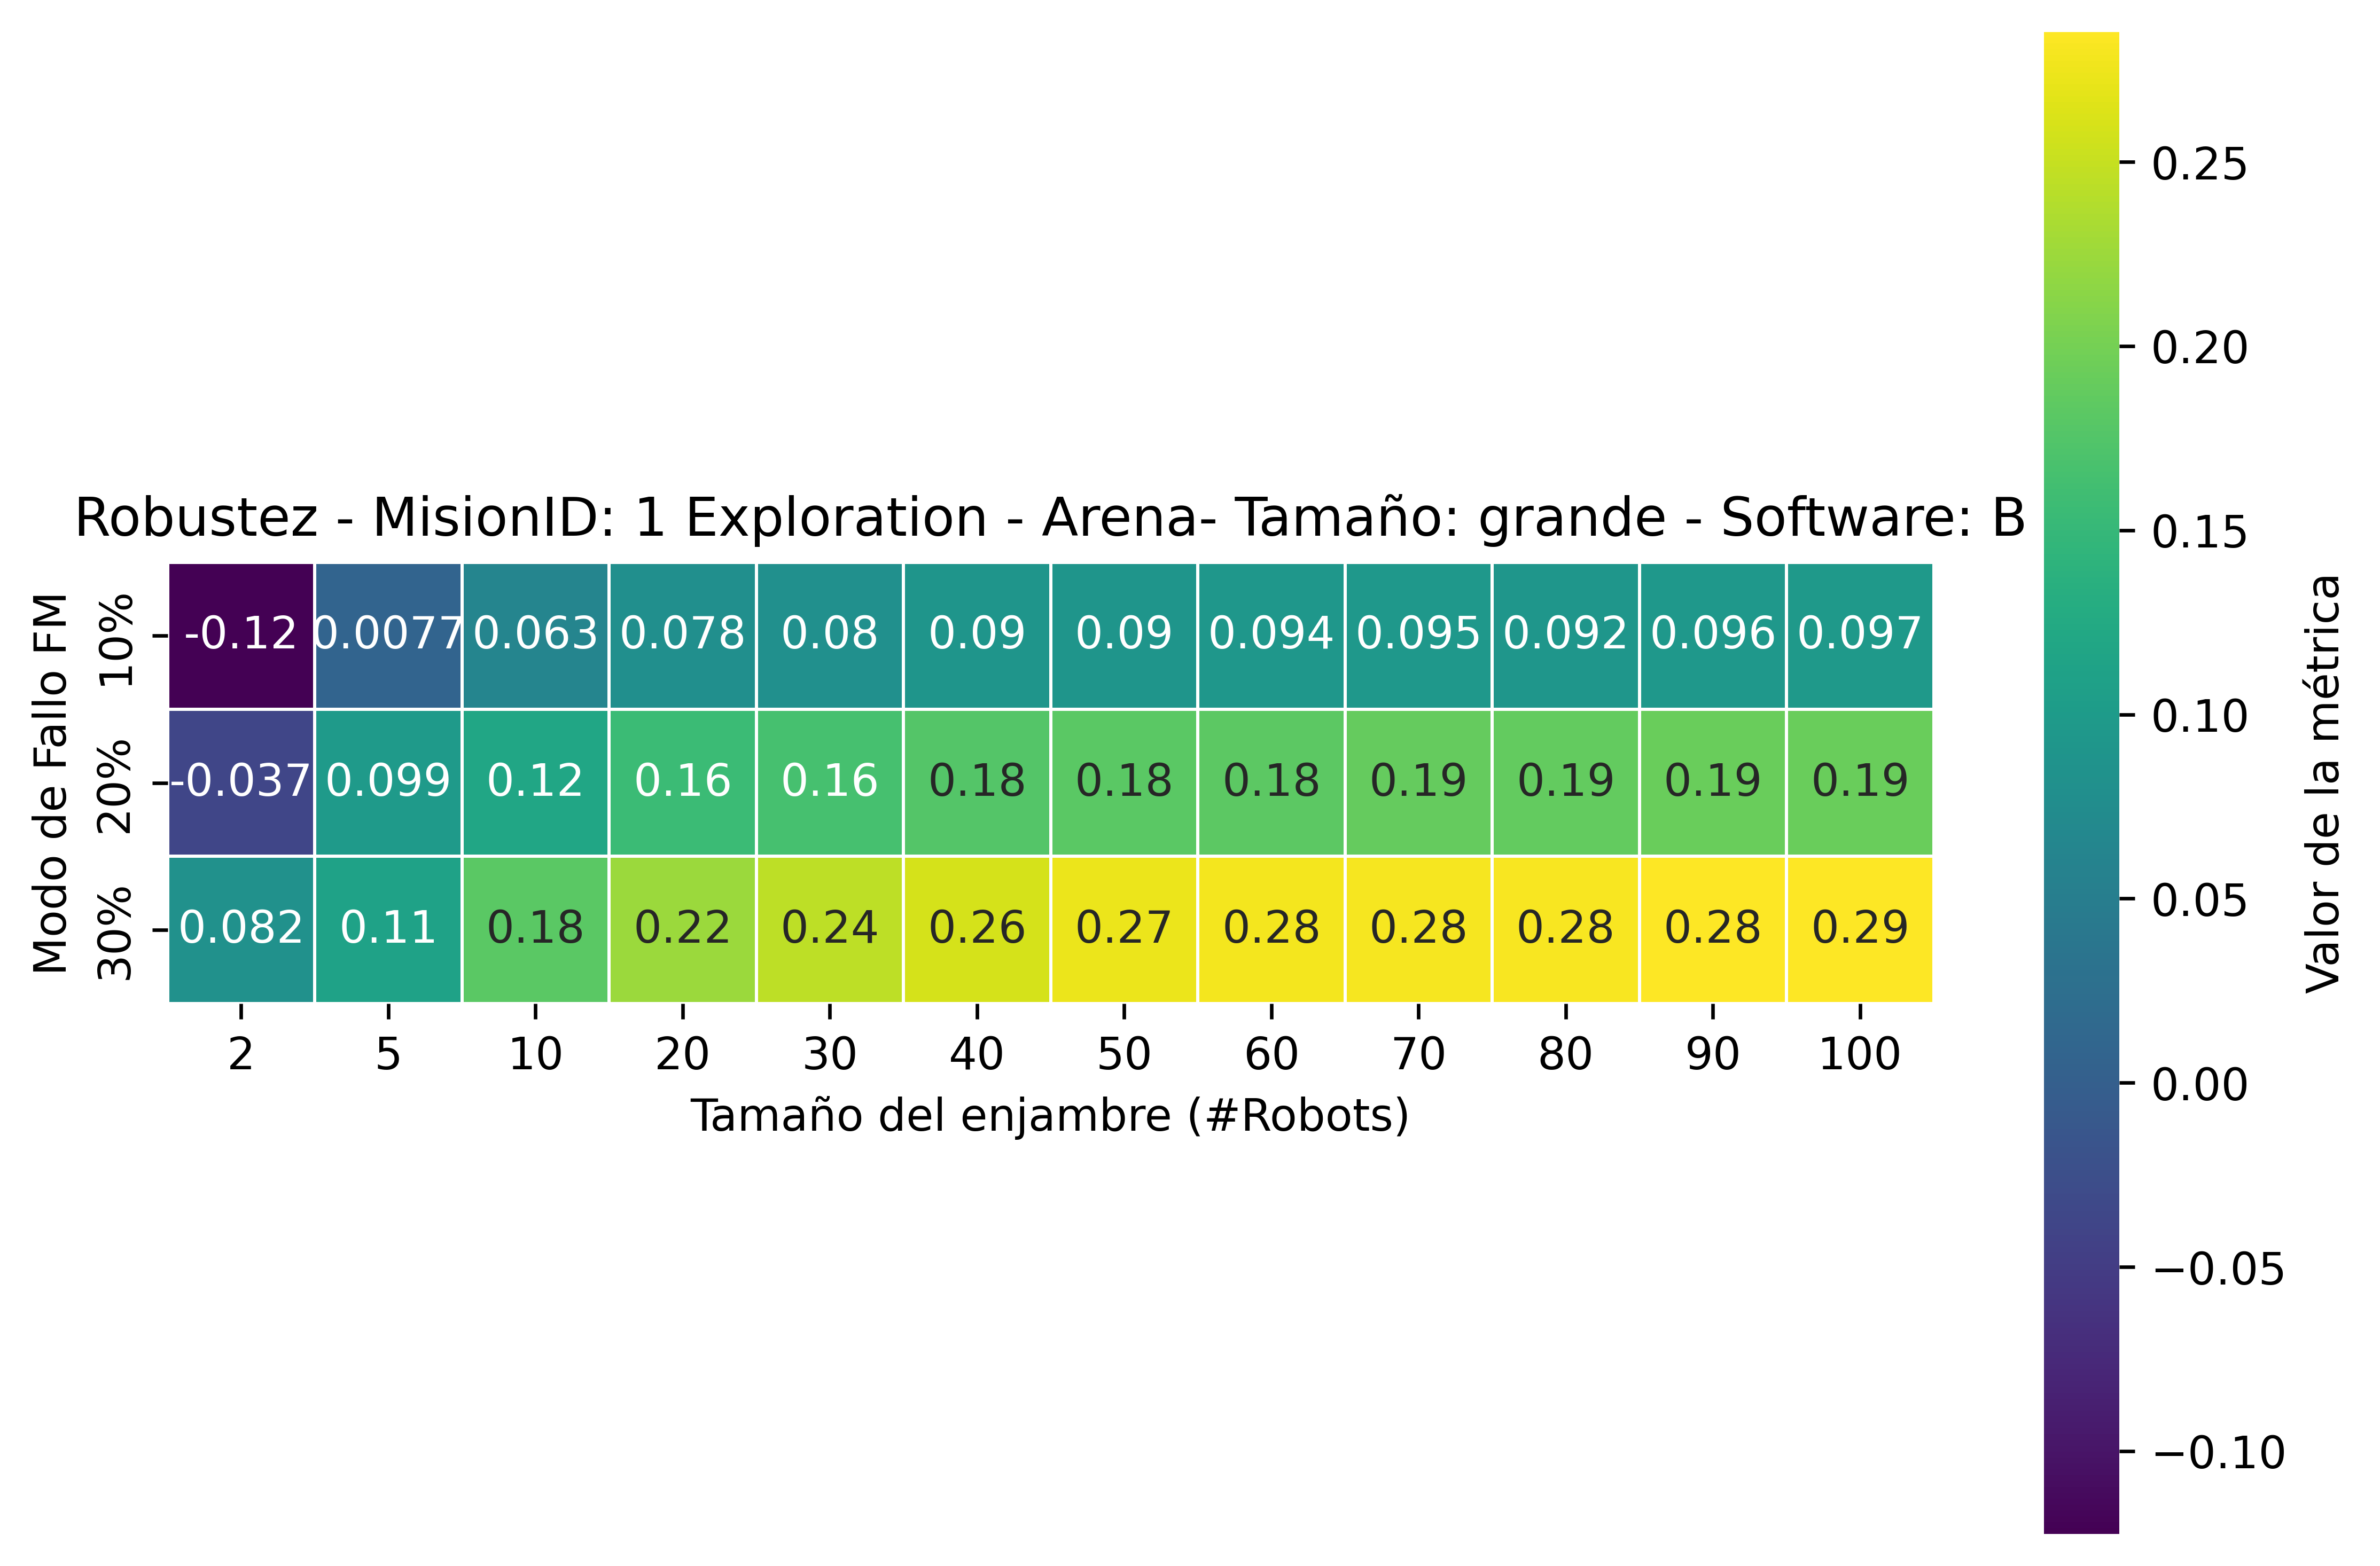 Robustez - MisionID: 1 Exploration - Arena- Tamaño: grande - Software: B
Modo de Fallo FM
10%
-0.12 0.0077 0.063 0.078 0.08 0.09 0.09 0.094 0.095 0.092 0.096 0.097
20%
-0.037 0.099 0.12 0.16 0.16 0.18 0.18 0.18 0.19 0.19 0.19 0.19
30%
0.082 0.11 0.18 0.22 0.24 0.26 0.27 0.28 0.28 0.28 0.28 0.29
2 5 10 20 30 40 50 60 70 80 90 100
Tamaño del enjambre (#Robots)
0.25
0.20
0.15
0.10
0.05
0.00
−0.05
−0.10
Valor de la métrica